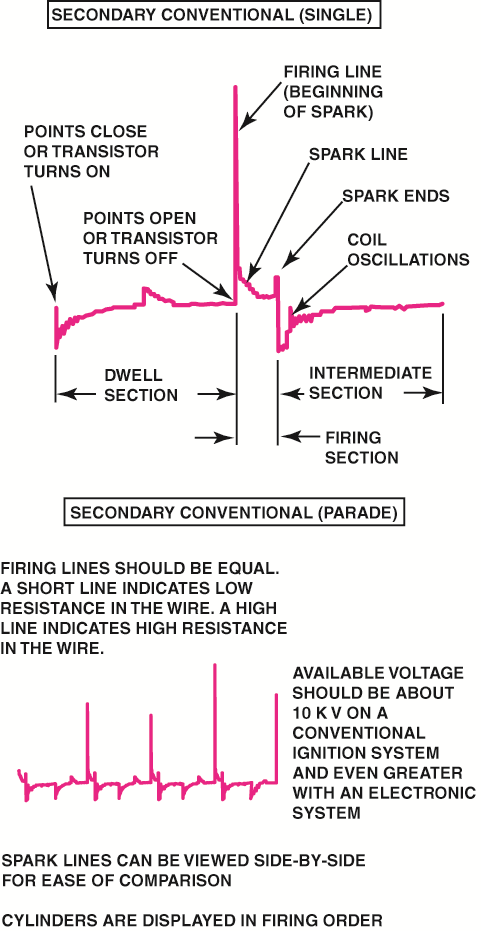 SECONDARY CONVENTIONAL (SINGLE)
FIRING LINE
(BEGINNING
OF SPARK)
POINTS CLOSE
OR TRANSISTOR
TURNS ON
SPARK LINE
SPARK ENDS
POINTS OPEN
OR TRANSISTOR
TURNS OFF
COIL
OSCILLATIONS
DWELL
SECTION
INTERMEDIATE
SECTION
FIRING
SECTION
SECONDARY CONVENTIONAL (PARADE)
FIRING LINES SHOULD BE EQUAL.
A SHORT LINE INDICATES LOW
RESISTANCE IN THE WIRE. A HIGH
LINE INDICATES HIGH RESISTANCE
IN THE WIRE.
AVAILABLE VOLTAGE
SHOULD BE ABOUT
10 K V ON A
CONVENTIONAL
IGNITION SYSTEM
AND EVEN GREATER
WITH AN ELECTRONIC
SYSTEM
SPARK LINES CAN BE VIEWED SIDE-BY-SIDE
FOR EASE OF COMPARISON
CYLINDERS ARE DISPLAYED IN FIRING ORDER